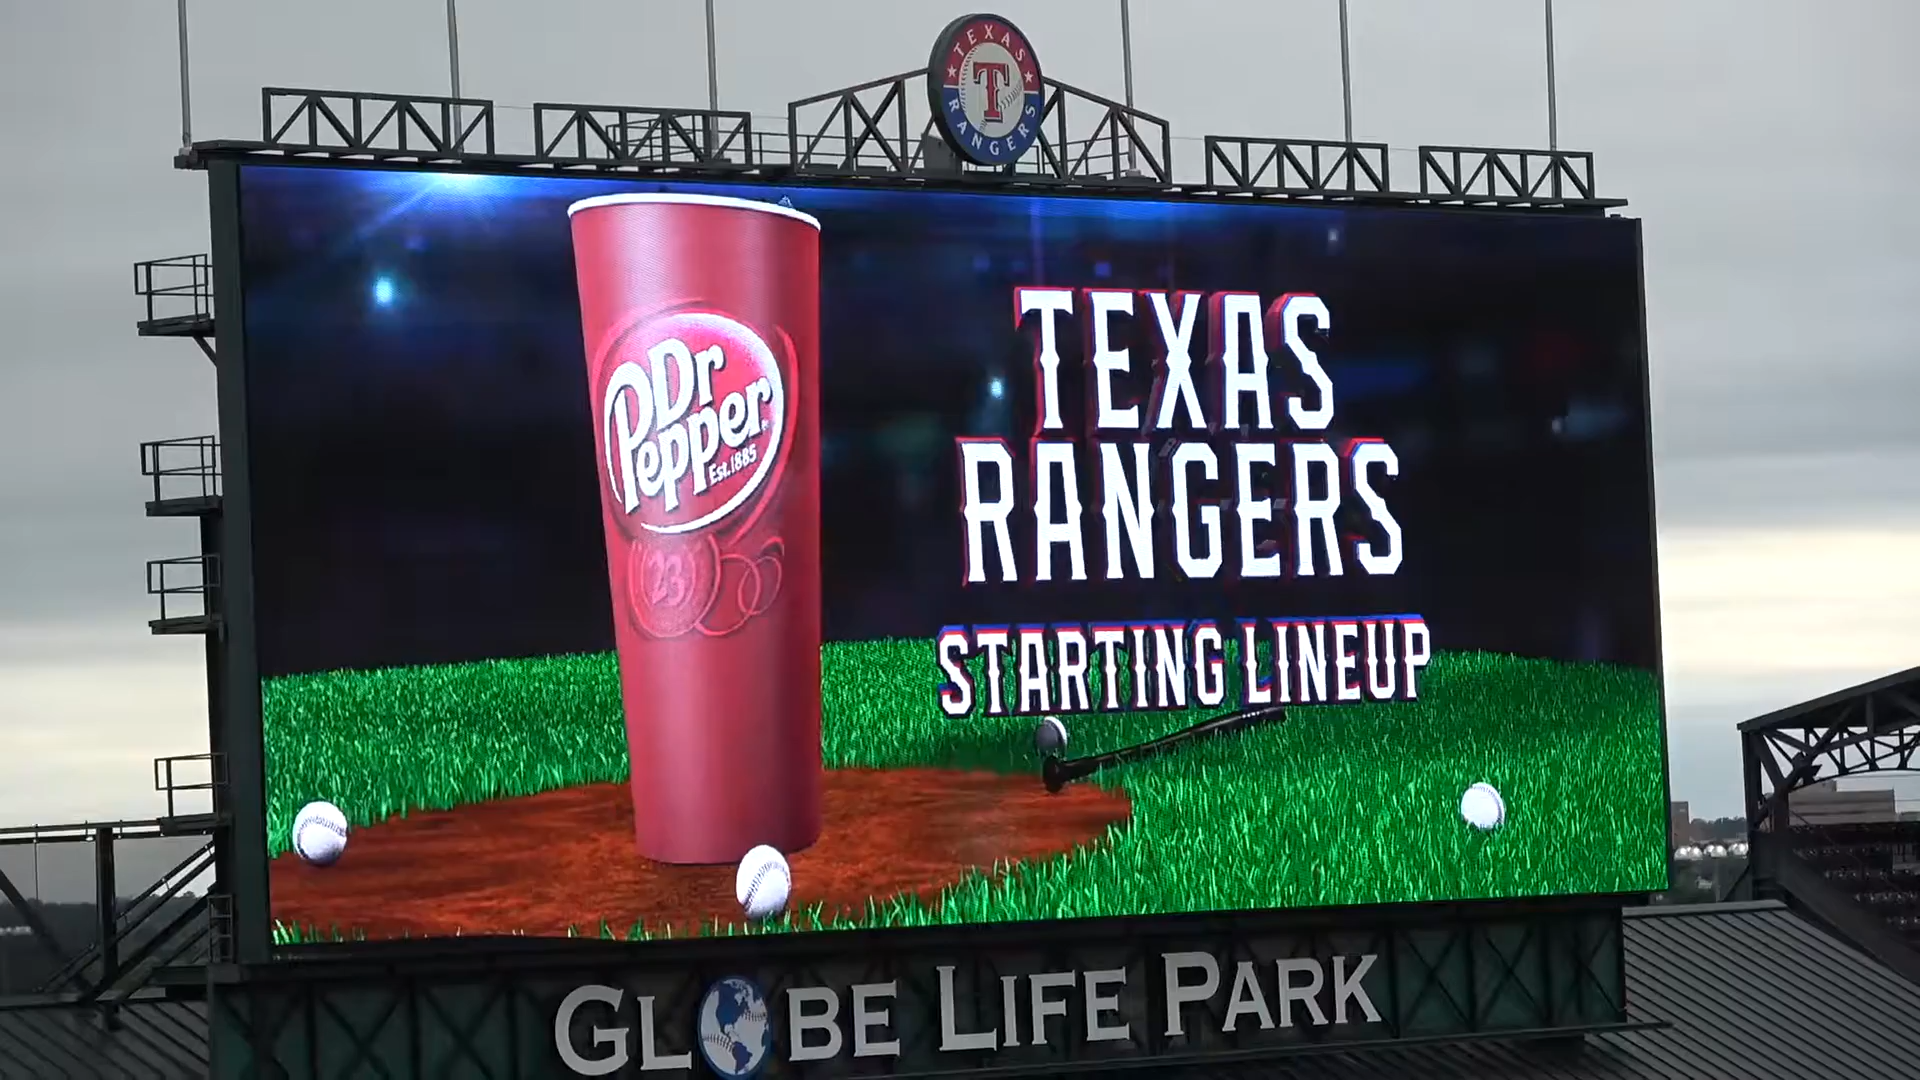 TEXAS
T
RANGERS
Dr
Pepper
Est. 1885
23
TEXAS
RANGERS
STARTING LINEUP
GLOBE LIFE PARK